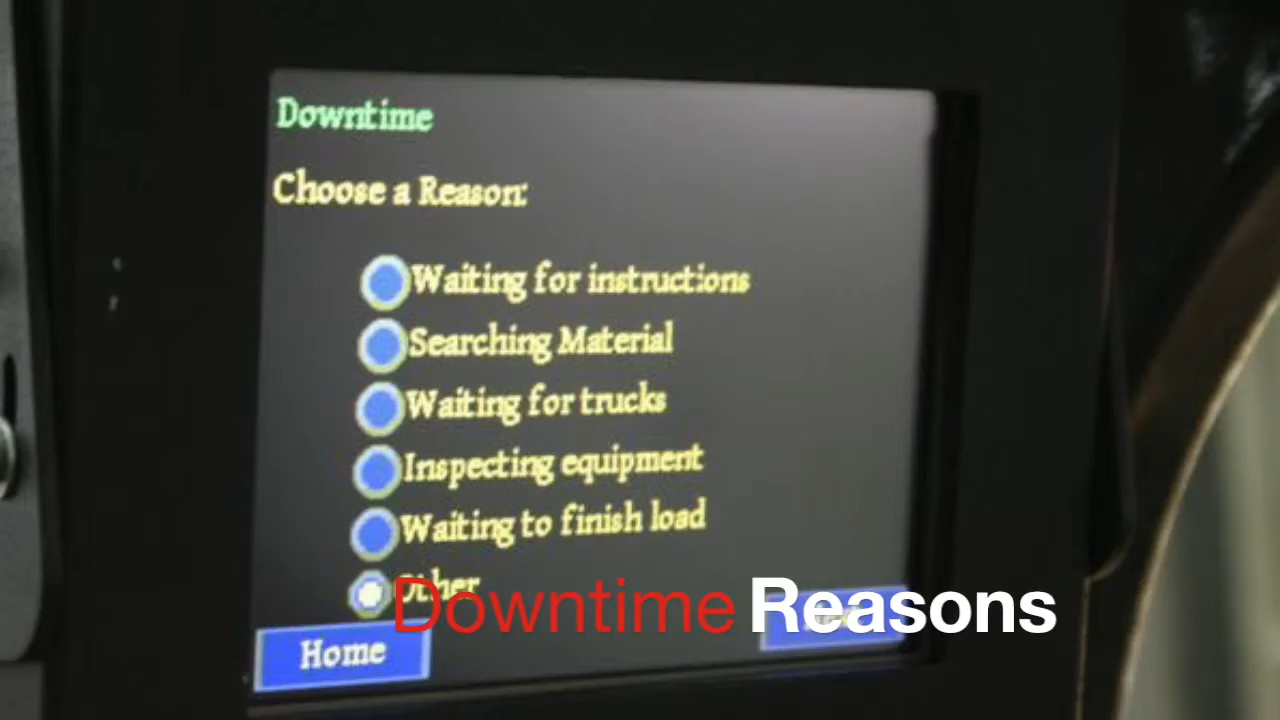 Downtime
Choose a Reason:
Waiting for instructions
Searching Material
Waiting for trucks
Inspecting equipment
Waiting to finish load
Other
Downtime Reasons
Home